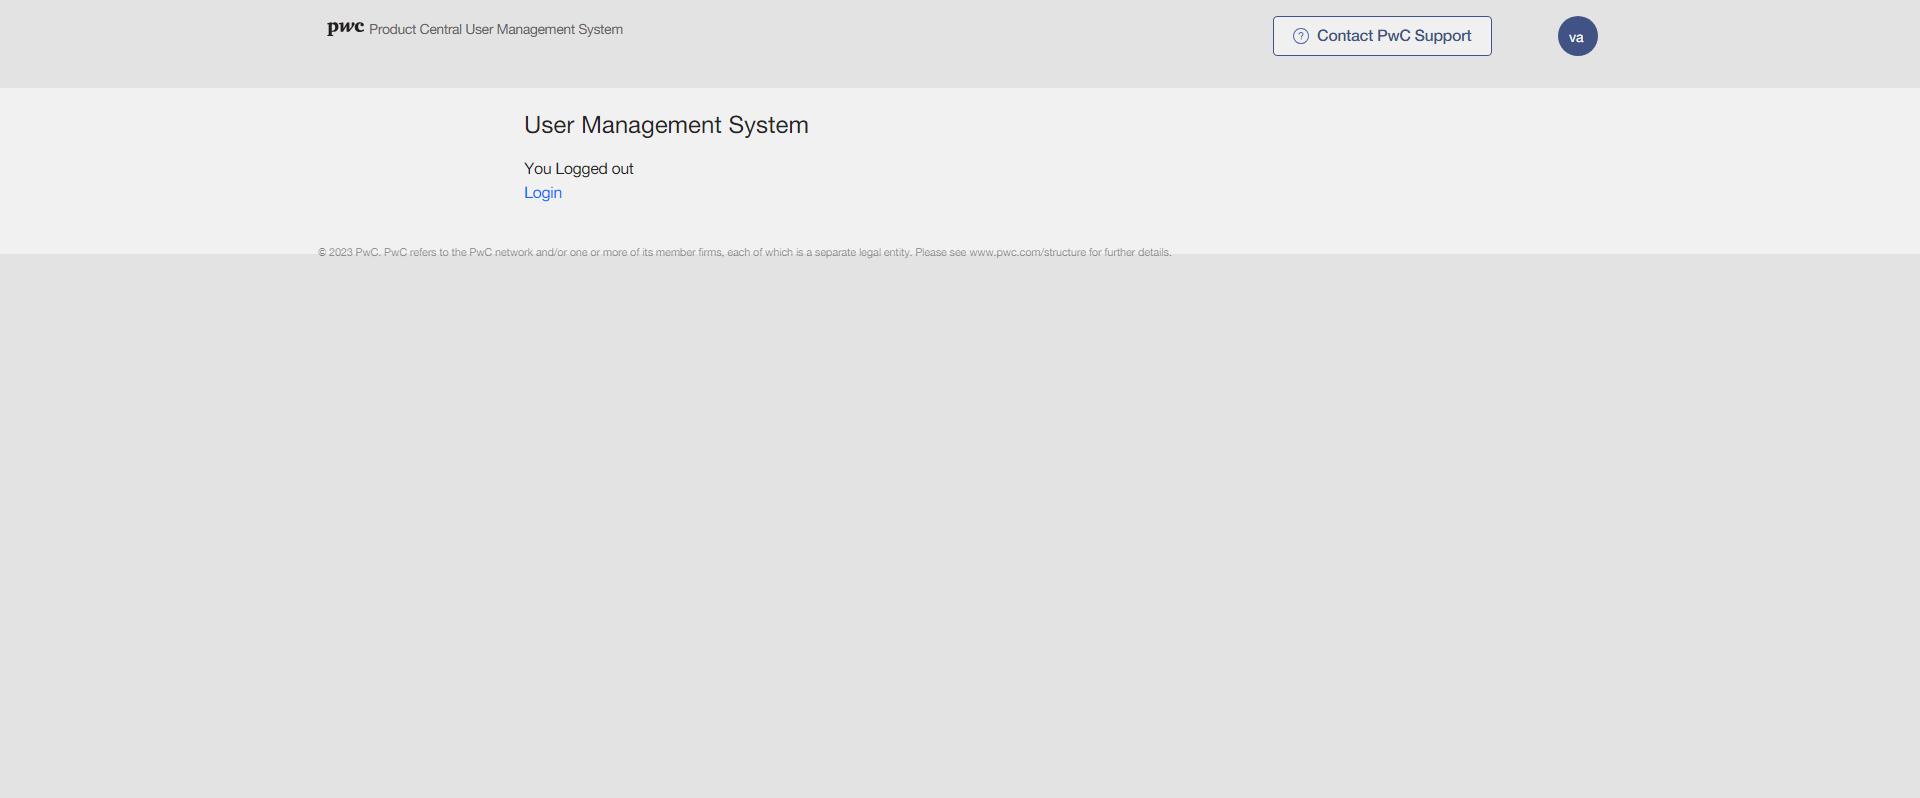 pwc Product Central User Management System
Contact PwC Support
va
User Management System
You Logged out
Login
© 2023 PwC. PwC refers to the PwC network and/or one or more of its member firms, each of which is a separate legal entity. Please see www.pwc.com/structure for further details.